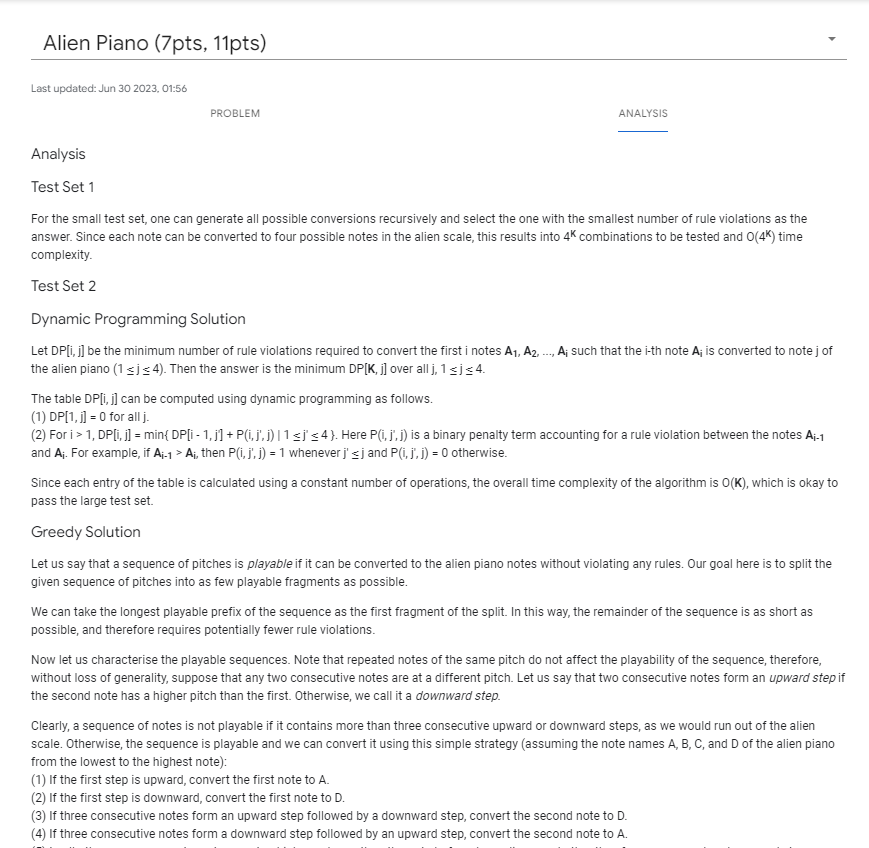 Alien Piano (7pts, 11pts)
Last updated: Jun 30 2023, 01:56
PROBLEM
ANALYSIS
Analysis
Test Set 1
For the small test set, one can generate all possible conversions recursively and select the one with the smallest number of rule violations as the
answer. Since each note can be converted to four possible notes in the alien scale, this results into 4ᴷ combinations to be tested and O(4ᴷ) time
complexity.
Test Set 2
Dynamic Programming Solution
Let DP[i, j] be the minimum number of rule violations required to convert the first i notes A₁, A₂, ..., Aᵢ such that the i-th note Aᵢ is converted to note j of
the alien piano (1 ≤ j ≤ 4). Then the answer is the minimum DP[K, j] over all j, 1 ≤ j ≤ 4.
The table DP[i, j] can be computed using dynamic programming as follows.
(1) DP[1, j] = 0 for all j.
(2) For i > 1, DP[i, j] = min{ DP[i - 1, j'] + P(i, j', j) | 1 ≤ j' ≤ 4 }. Here P(i, j', j) is a binary penalty term accounting for a rule violation between the notes Aᵢ₋₁
and Aᵢ. For example, if Aᵢ₋₁ > Aᵢ, then P(i, j', j) = 1 whenever j' ≤ j and P(i, j', j) = 0 otherwise.
Since each entry of the table is calculated using a constant number of operations, the overall time complexity of the algorithm is O(K), which is okay to
pass the large test set.
Greedy Solution
Let us say that a sequence of pitches is playable if it can be converted to the alien piano notes without violating any rules. Our goal here is to split the
given sequence of pitches into as few playable fragments as possible.
We can take the longest playable prefix of the sequence as the first fragment of the split. In this way, the remainder of the sequence is as short as
possible, and therefore requires potentially fewer rule violations.
Now let us characterise the playable sequences. Note that repeated notes of the same pitch do not affect the playability of the sequence, therefore,
without loss of generality, suppose that any two consecutive notes are at a different pitch. Let us say that two consecutive notes form an upward step if
the second note has a higher pitch than the first. Otherwise, we call it a downward step.
Clearly, a sequence of notes is not playable if it contains more than three consecutive upward or downward steps, as we would run out of the alien
scale. Otherwise, the sequence is playable and we can convert it using this simple strategy (assuming the note names A, B, C, and D of the alien piano
from the lowest to the highest note):
(1) If the first step is upward, convert the first note to A.
(2) If the first step is downward, convert the first note to D.
(3) If three consecutive notes form an upward step followed by a downward step, convert the second note to D.
(4) If three consecutive notes form a downward step followed by an upward step, convert the second note to A.